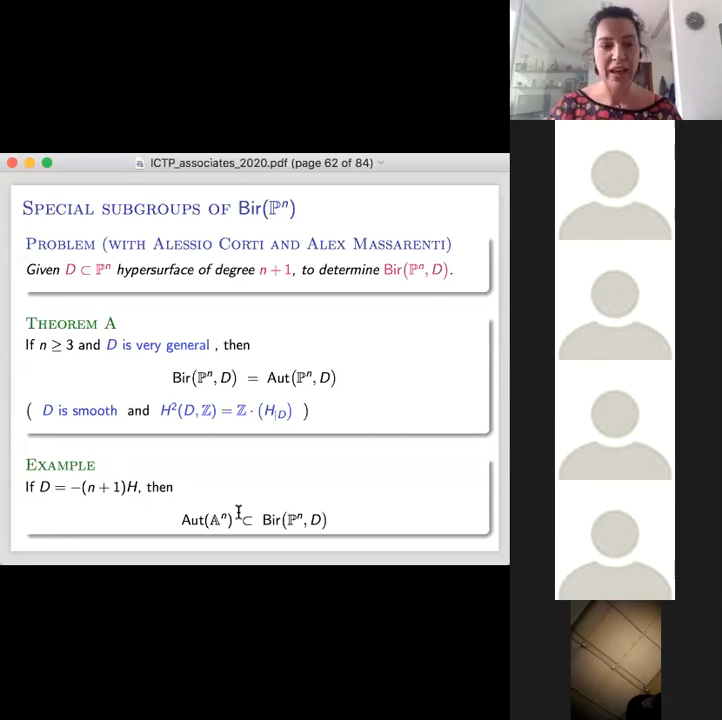 ICTP_associates_2020.pdf (page 62 of 84)
SPECIAL SUBGROUPS OF Bir(ℙⁿ)
PROBLEM (WITH ALESSIO CORTI AND ALEX MASSARENTI)
Given D ⊂ ℙⁿ hypersurface of degree n + 1, to determine Bir(ℙⁿ, D).
THEOREM A
If n ≥ 3 and D is very general , then
Bir(ℙⁿ, D) = Aut(ℙⁿ, D)
( D is smooth and H²(D, ℤ) = ℤ · (H|D) )
EXAMPLE
If D = −(n + 1)H, then
Aut(𝔸ⁿ) ⊂ Bir(ℙⁿ, D)